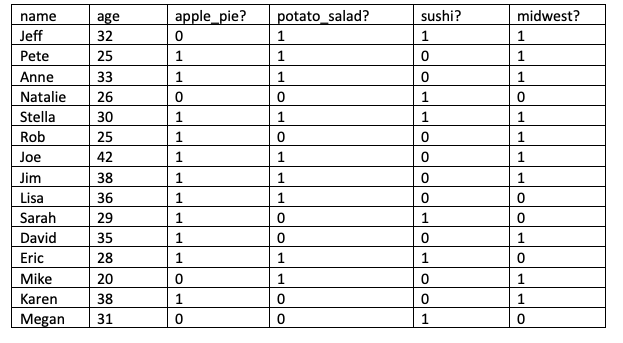 name age apple_pie? potato_salad? sushi? midwest?
Jeff 32 0 1 1 1
Pete 25 1 1 0 1
Anne 33 1 1 0 1
Natalie 26 0 0 1 0
Stella 30 1 1 1 1
Rob 25 1 0 0 1
Joe 42 1 1 0 1
Jim 38 1 1 0 1
Lisa 36 1 1 0 0
Sarah 29 1 0 1 0
David 35 1 0 0 1
Eric 28 1 1 1 0
Mike 20 0 1 0 1
Karen 38 1 0 0 1
Megan 31 0 0 1 0